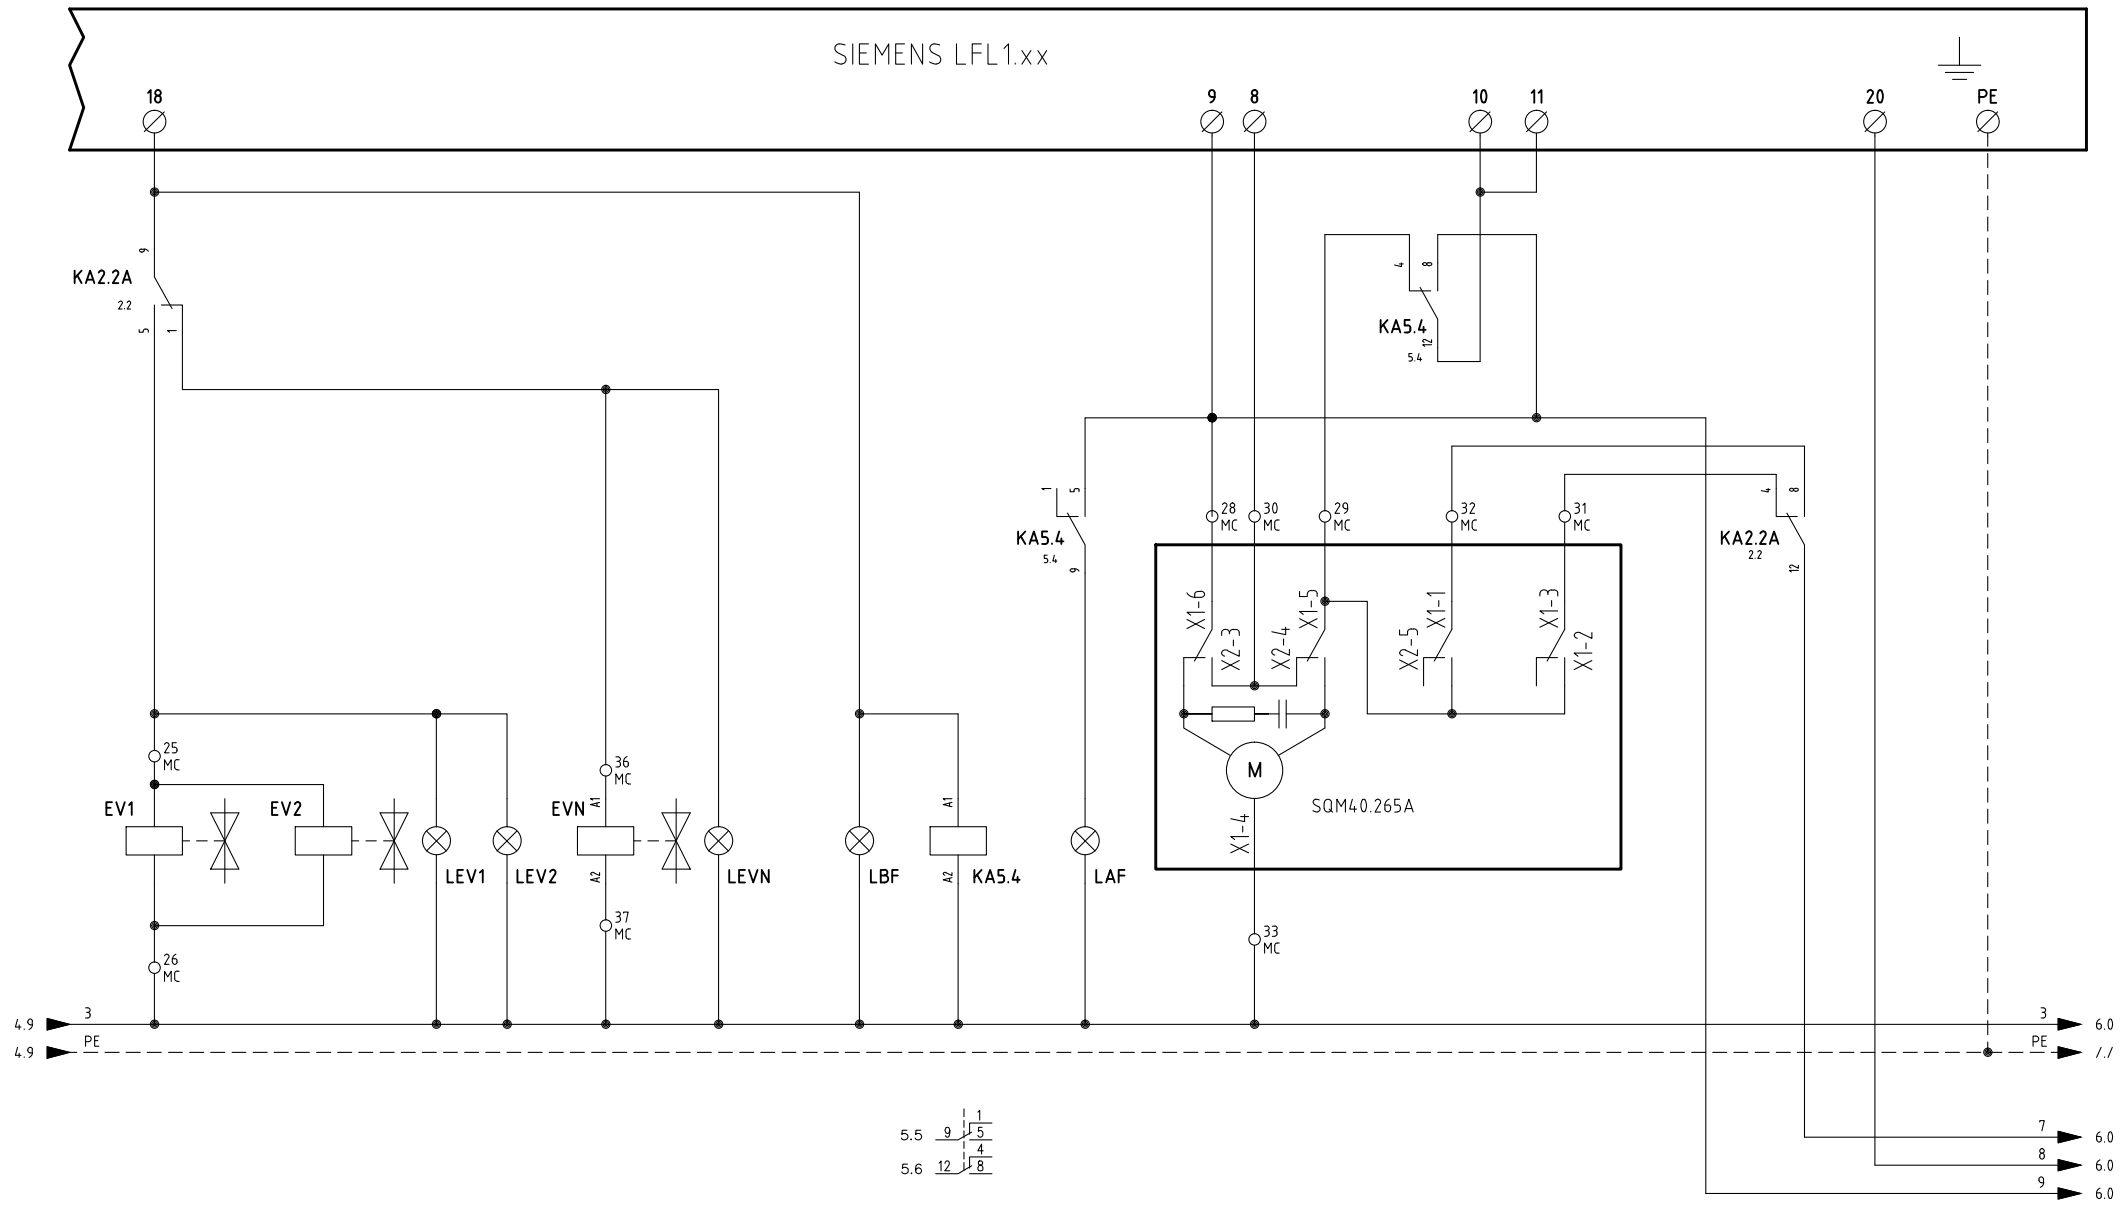 SIEMENS LFL1.xx
18
9
8
10
11
20
PE
9
KA2.2A
2.2
5
1
4
8
KA5.4
12
5.4
1
5
KA5.4
5.4
9
28
MC
30
MC
29
MC
32
MC
31
MC
4
8
KA2.2A
2.2
12
X1-6
X2-3
X2-4
X1-5
X2-5
X1-1
X1-3
X1-2
M
SQM40.265A
X1-4
25
MC
36
MC
EV1
EV2
EVN
A1
A1
LEV1
LEV2
A2
LEVN
LBF
A2
KA5.4
LAF
37
MC
33
MC
26
MC
4.9
3
3
6.0
4.9
PE
PE
/./
1
5.5
9
5
4
5.6
12
8
7
6.0
8
6.0
9
6.0